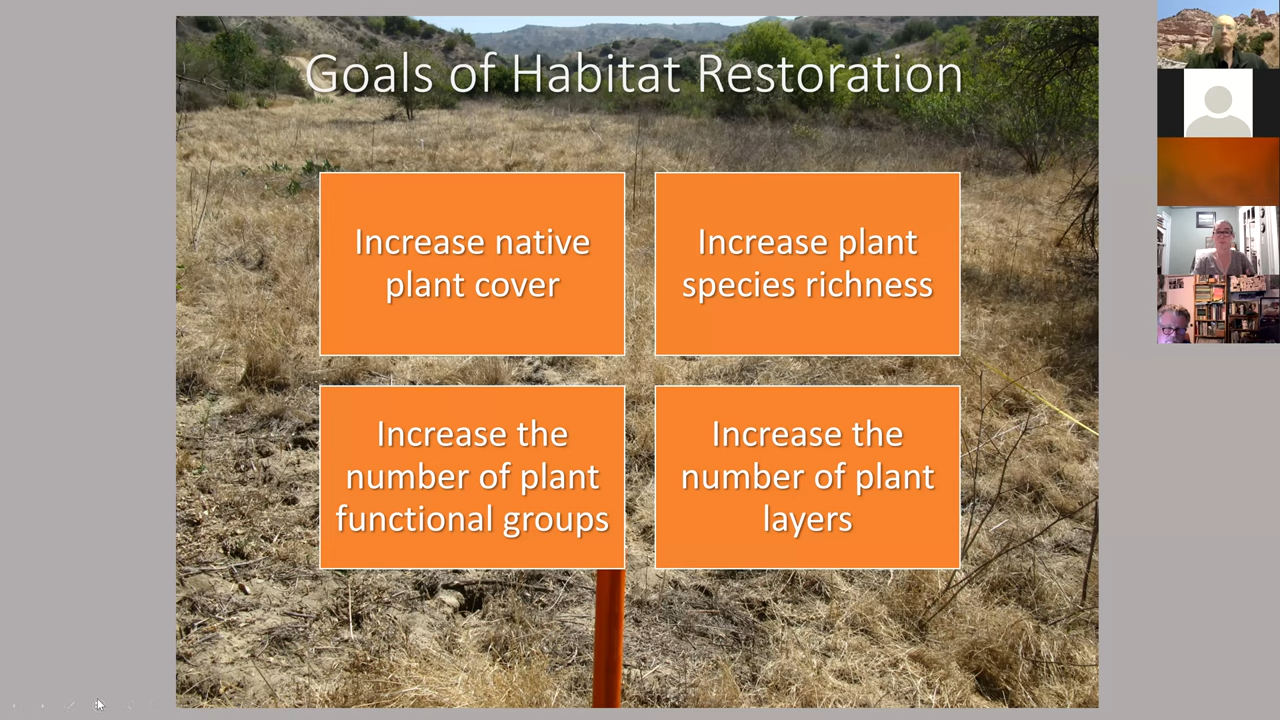 Goals of Habitat Restoration
Increase native
plant cover
Increase plant
species richness
Increase the
number of plant
functional groups
Increase the
number of plant
layers